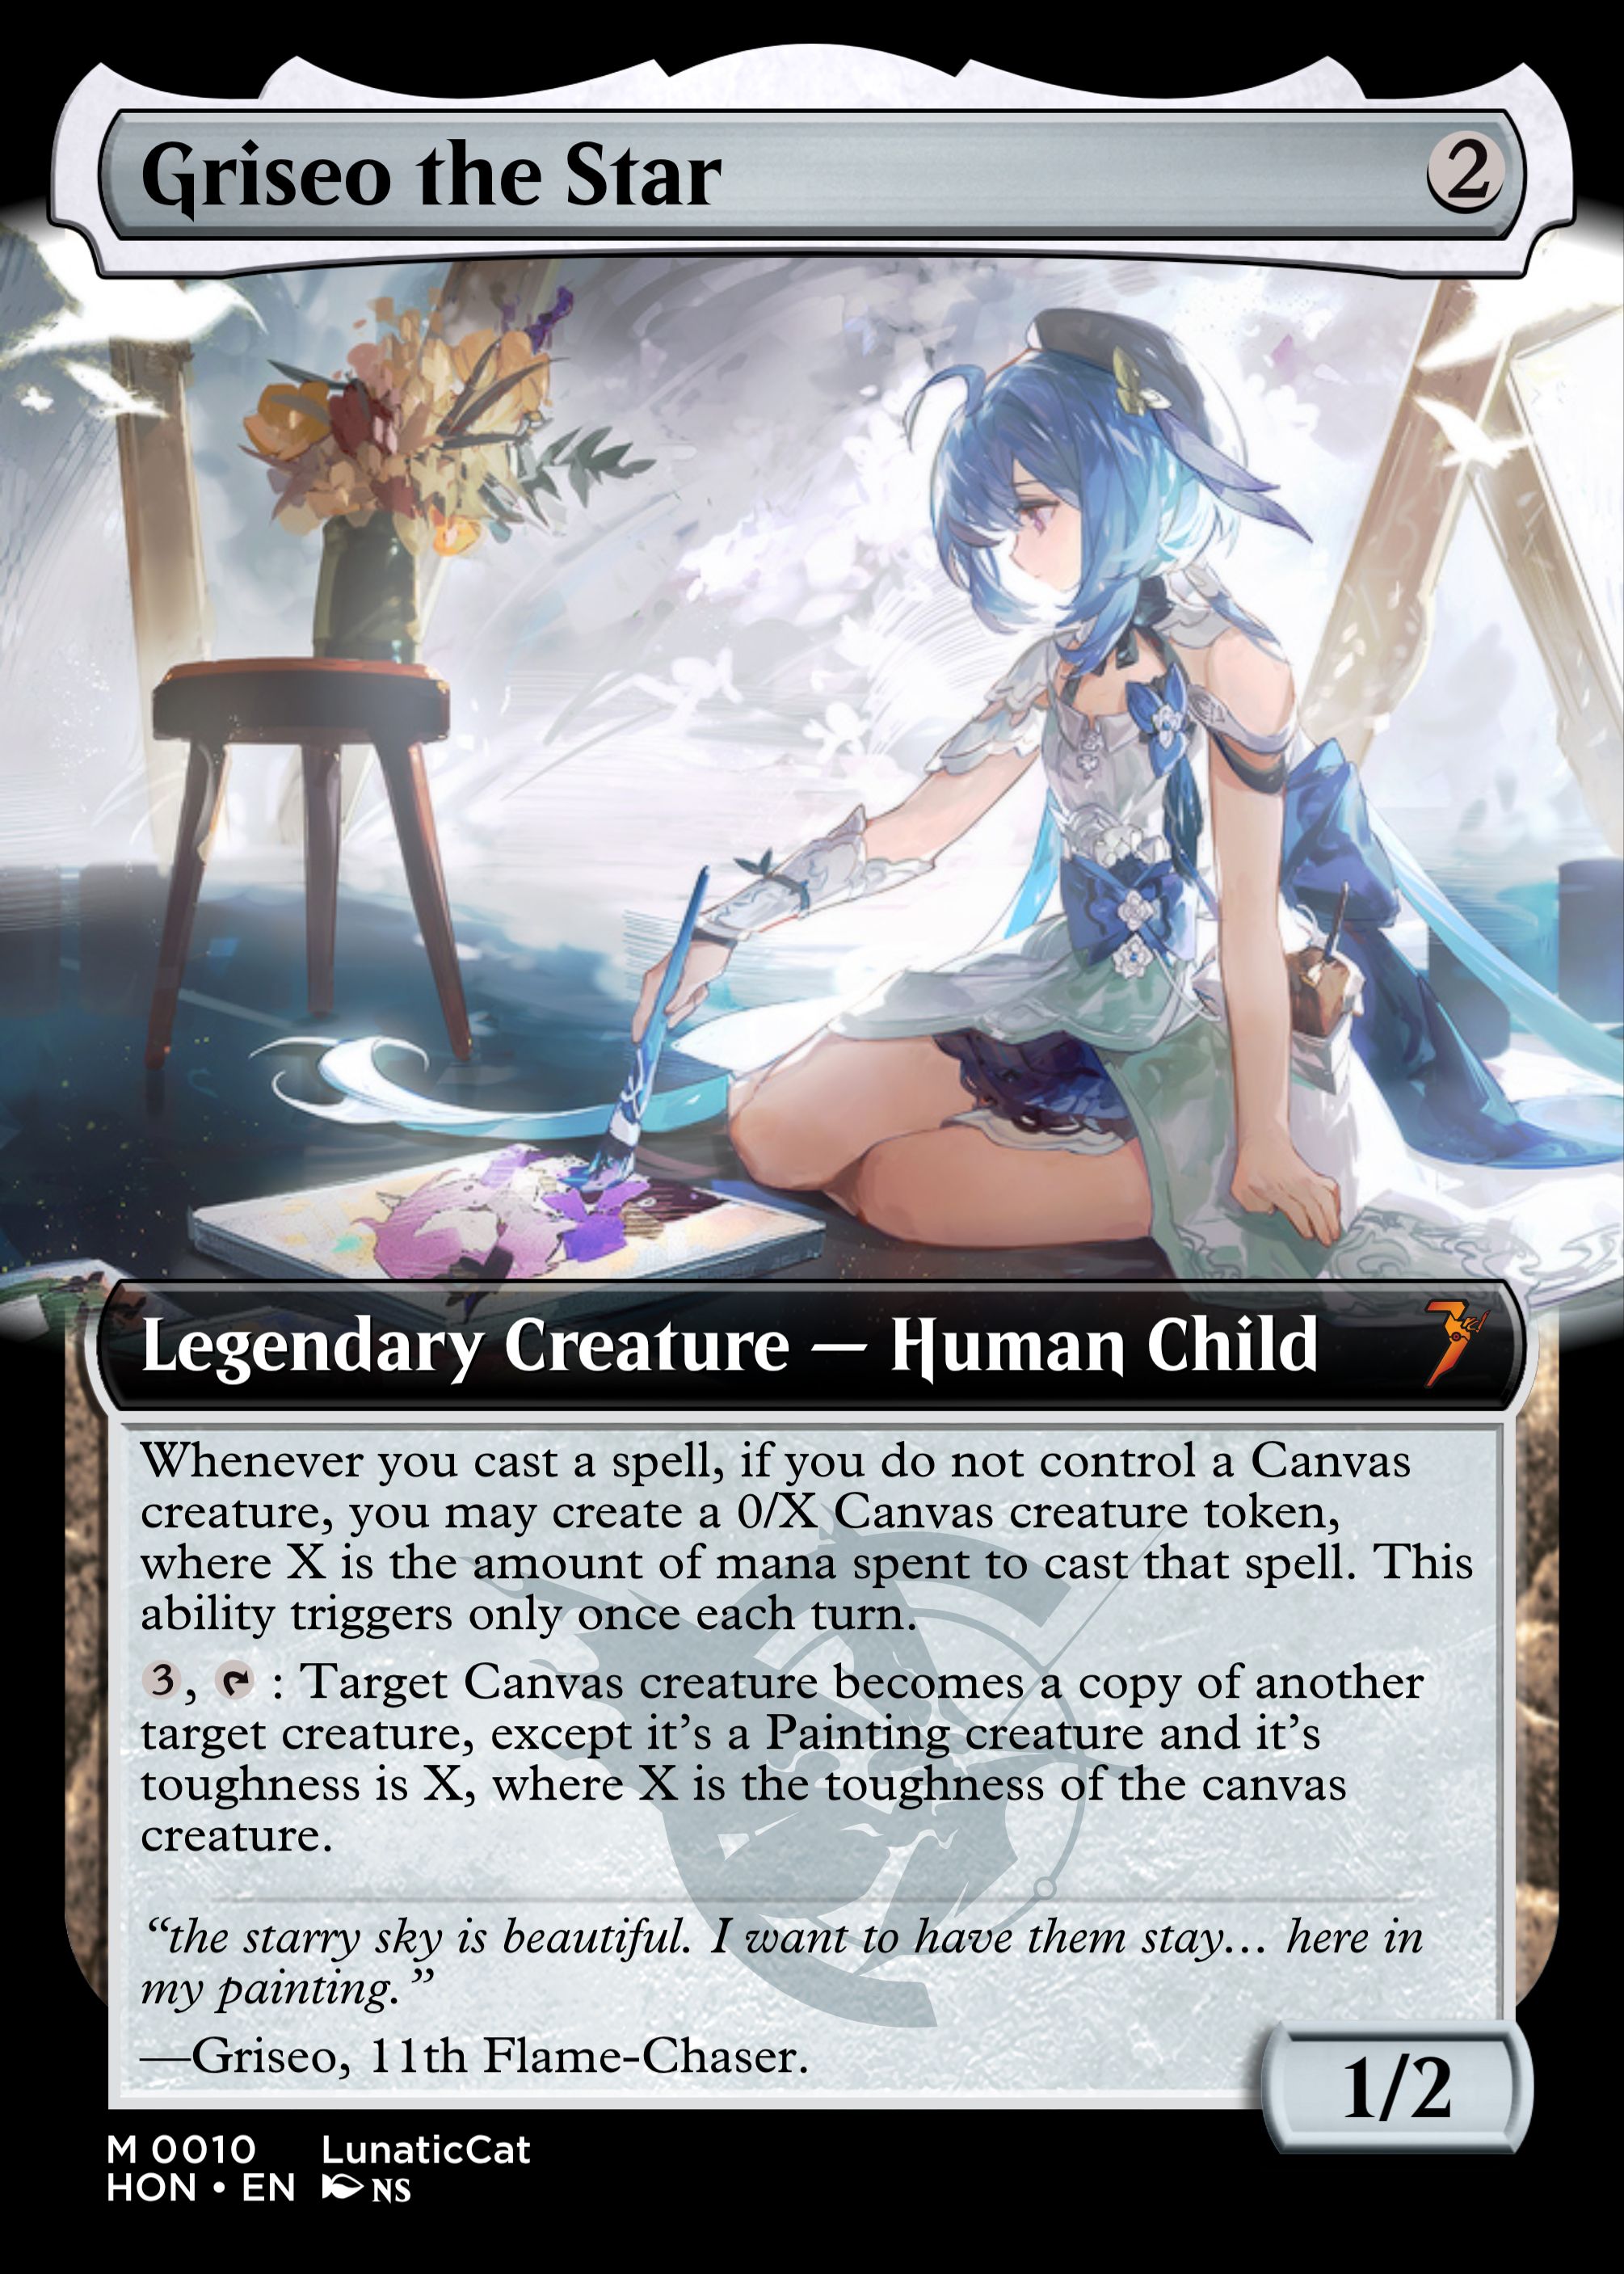 Griseo the Star
2
Legendary Creature — Human Child
Whenever you cast a spell, if you do not control a Canvas
creature, you may create a 0/X Canvas creature token,
where X is the amount of mana spent to cast that spell. This
ability triggers only once each turn.
3, : Target Canvas creature becomes a copy of another
target creature, except it's a Painting creature and it's
toughness is X, where X is the toughness of the canvas
creature.
“the starry sky is beautiful. I want to have them stay… here in
my painting.”
—Griseo, 11th Flame-Chaser.
1/2
M 0010 LunaticCat
HON • EN NS